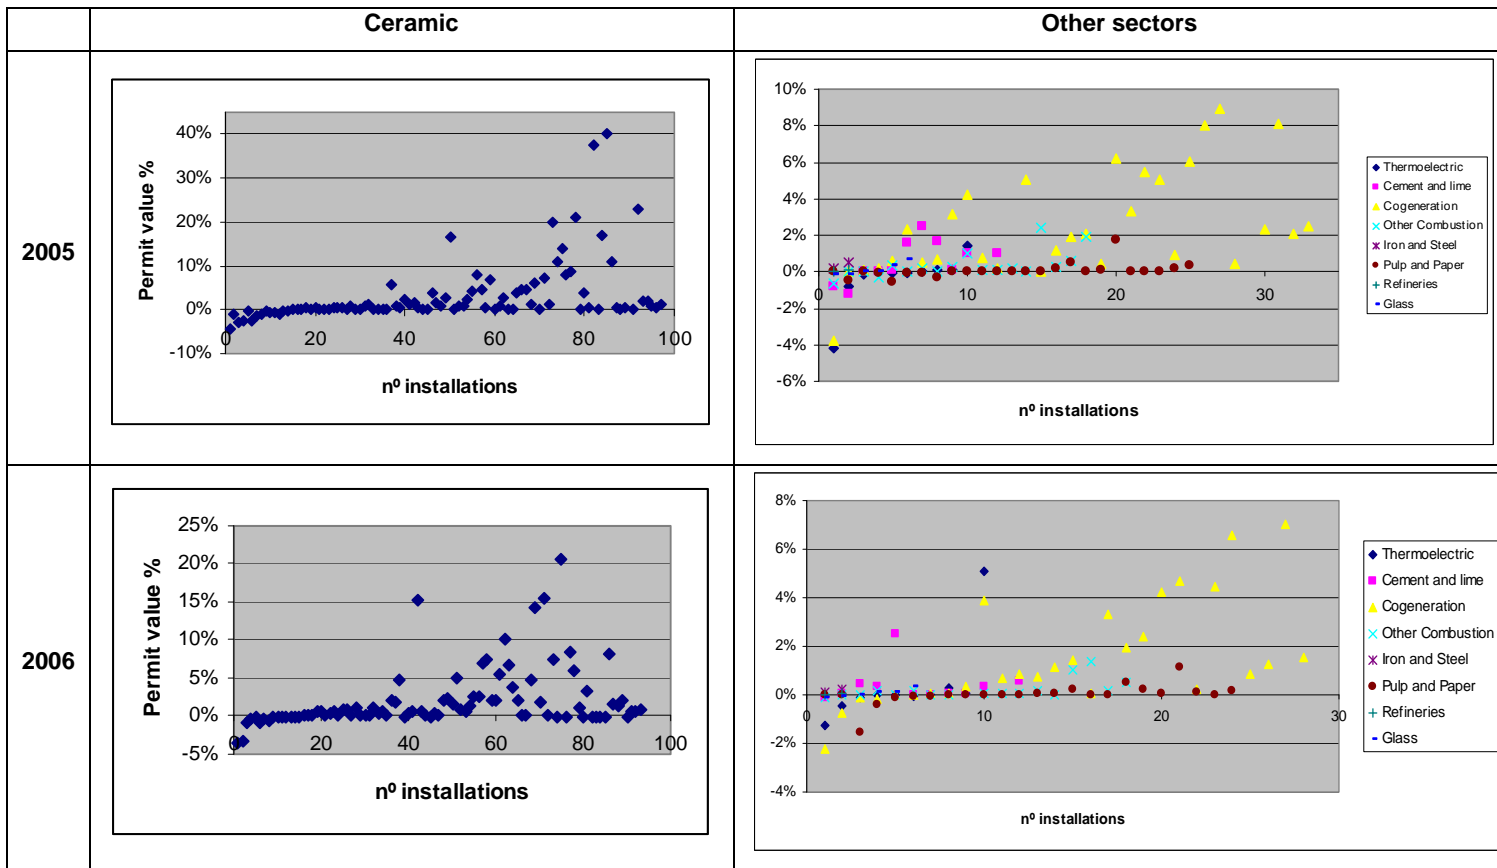 Ceramic
Other sectors
2005
Permit value %
40%
30%
20%
10%
0%
-10%
0
20
40
60
80
100
nº installations
10%
8%
6%
4%
2%
0%
-2%
-4%
-6%
0
10
20
30
nº installations
Thermoelectric
Cement and lime
Cogeneration
Other Combustion
Iron and Steel
Pulp and Paper
Refineries
Glass
2006
Permit value %
25%
20%
15%
10%
5%
0%
-5%
0
20
40
60
80
100
nº installations
8%
6%
4%
2%
0%
-2%
-4%
0
10
20
30
nº installations
Thermoelectric
Cement and lime
Cogeneration
Other Combustion
Iron and Steel
Pulp and Paper
Refineries
Glass